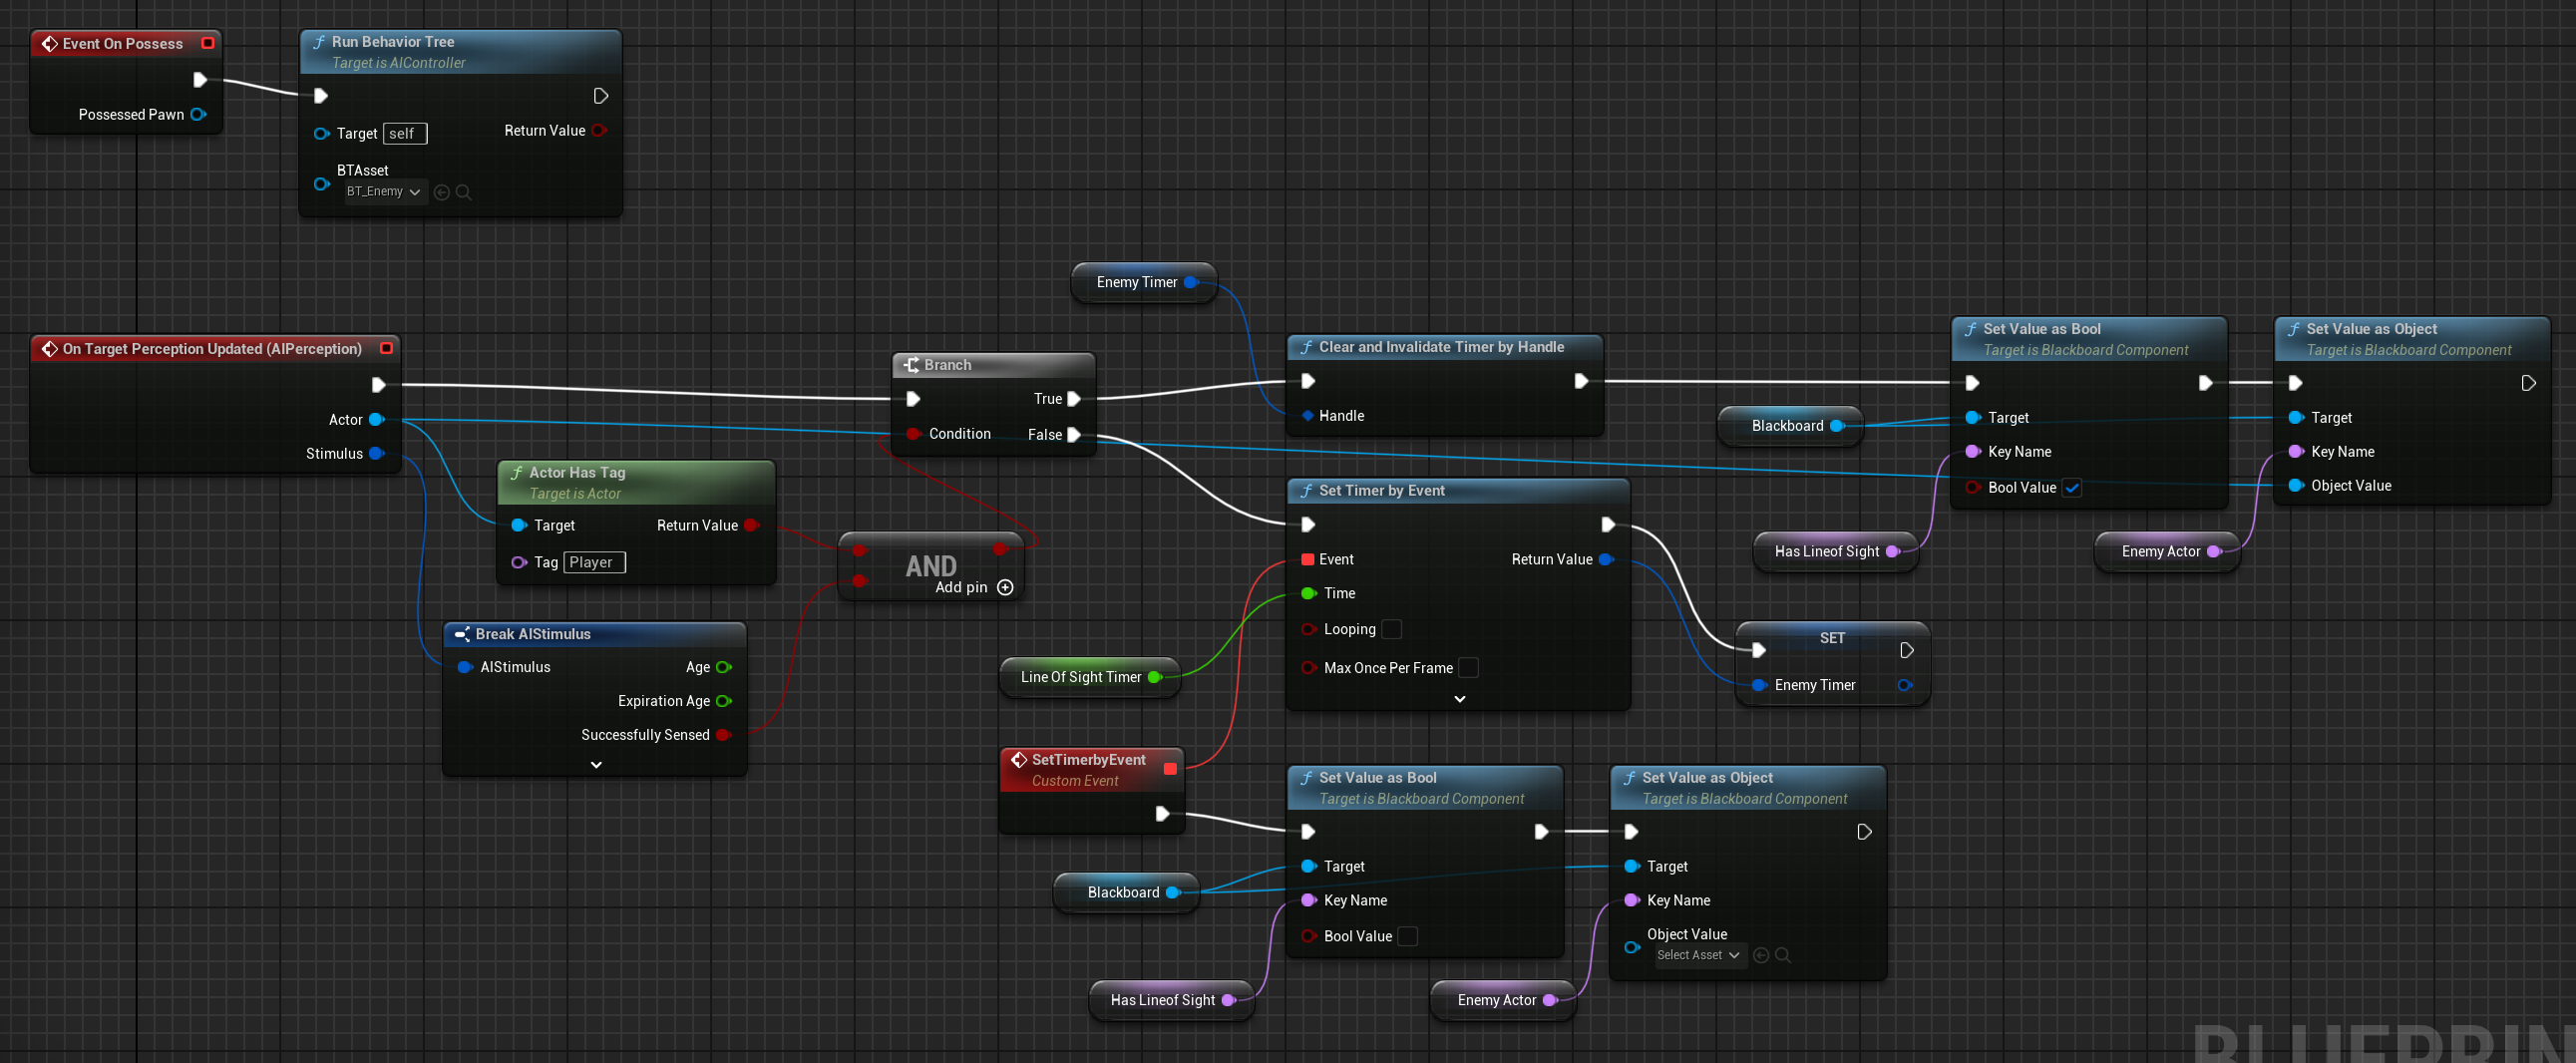 Event On Possess
Possessed Pawn
Run Behavior Tree
Target is AIController
Target self
Return Value
BTAsset
BT_Enemy
Enemy Timer
On Target Perception Updated (AIPerception)
Actor
Stimulus
Actor Has Tag
Target is Actor
Target
Return Value
Tag Player
Break AIStimulus
AIStimulus
Age
Expiration Age
Successfully Sensed
AND
Add pin
Branch
True
Condition
False
Clear and Invalidate Timer by Handle
Handle
Set Timer by Event
Event
Return Value
Time
Looping
Max Once Per Frame
Line Of Sight Timer
SET
Enemy Timer
Blackboard
Set Value as Bool
Target is Blackboard Component
Target
Key Name
Bool Value
Has Lineof Sight
Set Value as Object
Target is Blackboard Component
Target
Key Name
Object Value
Enemy Actor
SetTimerbyEvent
Custom Event
Blackboard
Set Value as Bool
Target is Blackboard Component
Target
Key Name
Bool Value
Has Lineof Sight
Set Value as Object
Target is Blackboard Component
Target
Key Name
Object Value
Select Asset
Enemy Actor
BLUEPRIN